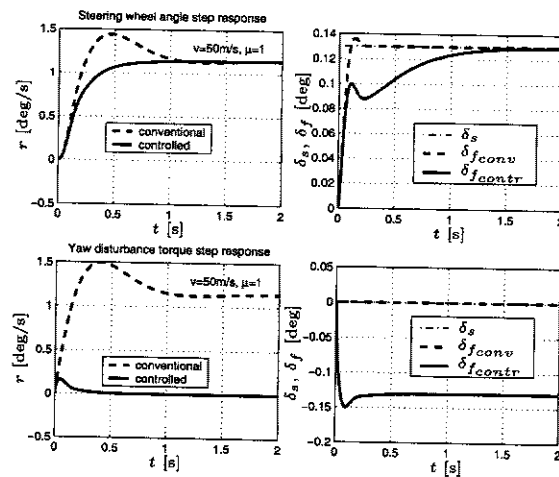 Steering wheel angle step response
1.5
1
0.5
0
−0.5
r [deg/s]
v=50m/s, μ=1
conventional
controlled
0
0.5
1
1.5
2
t [s]
0.14
0.12
0.1
0.08
0.06
0.04
0.02
0
δs, δf [deg]
δs
δfconv
δfcontr
0
0.5
1
1.5
2
t [s]
Yaw disturbance torque step response
1.5
1
0.5
0
−0.5
r [deg/s]
v=50m/s, μ=1
conventional
controlled
0
0.5
1
1.5
2
t [s]
0.05
0
−0.05
−0.1
−0.15
−0.2
δs, δf [deg]
δs
δfconv
δfcontr
0
0.5
1
1.5
2
t [s]